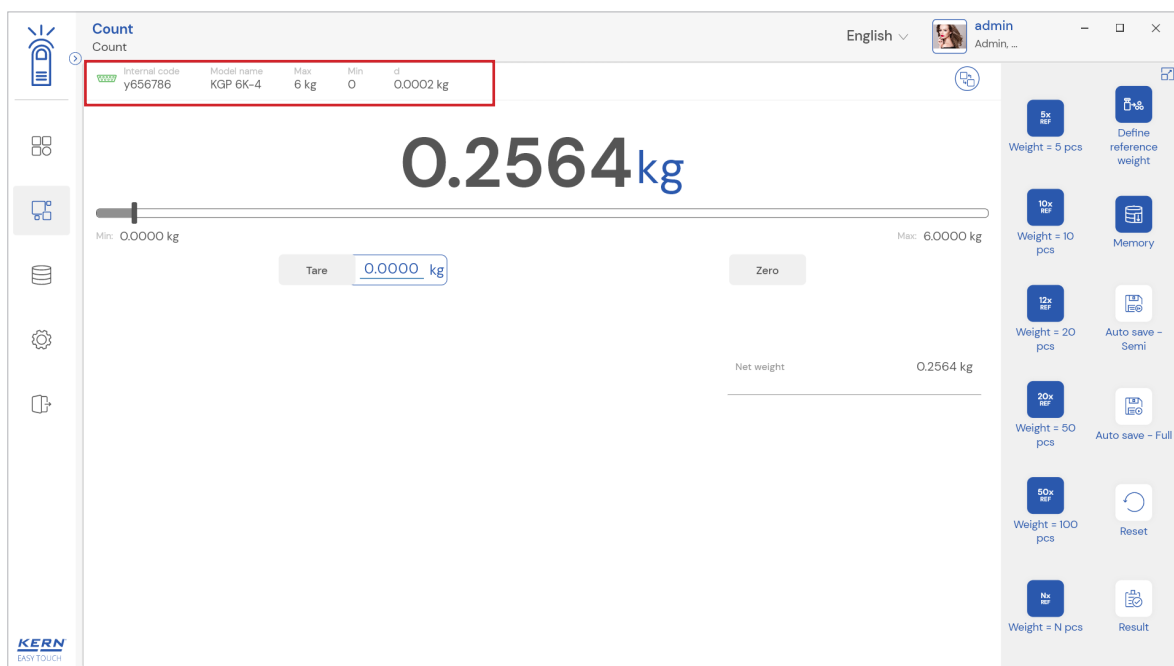 Count
Count
English
admin
Admin, ...
Internal code Model name Max Min d
y656786 KGP 6K-4 6 kg 0 0.0002 kg
0.2564 kg
Min: 0.0000 kg
Max: 6.0000 kg
Tare 0.0000 kg
Zero
Net weight 0.2564 kg
5x
REF
Weight = 5 pcs
Define
reference
weight
10x
REF
Weight = 10
pcs
Memory
12x
REF
Weight = 20
pcs
Auto save -
Semi
20x
REF
Weight = 50
pcs
Auto save - Full
50x
REF
Weight = 100
pcs
Reset
Nx
REF
Weight = N pcs
Result
KERN
EASY TOUCH